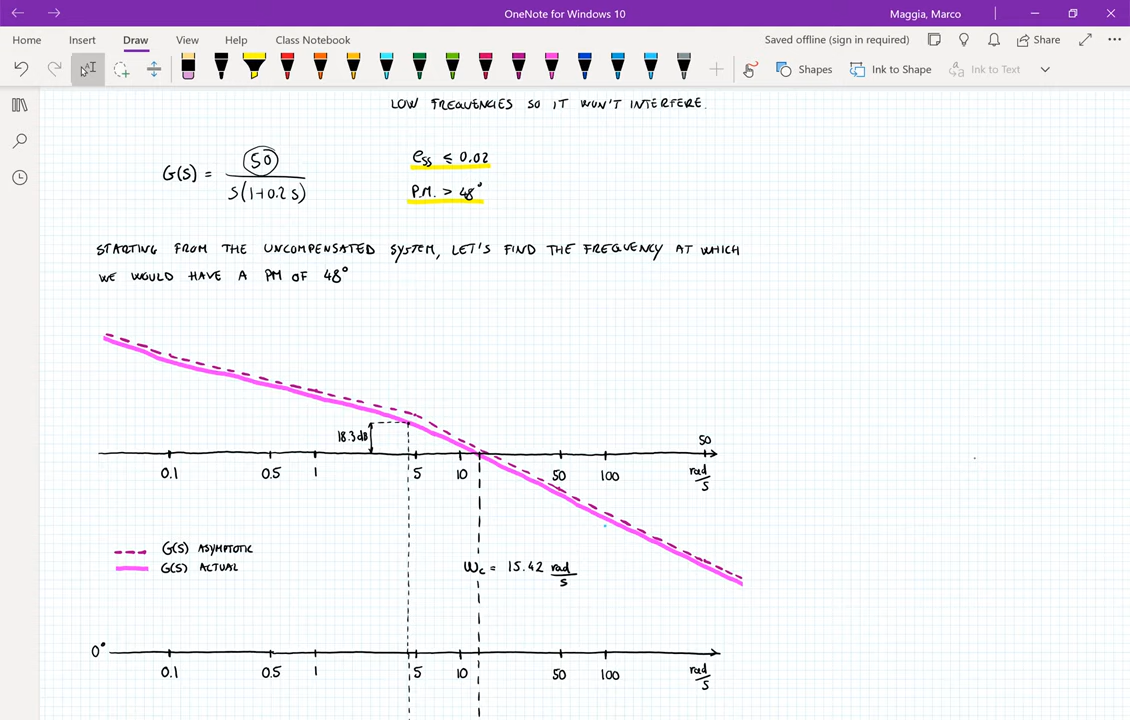 OneNote for Windows 10
Maggia, Marco
Home Insert Draw View Help Class Notebook
Saved offline (sign in required)
Share
Shapes
Ink to Shape
Ink to Text
LOW FREQUENCIES SO IT WON'T INTERFERE.
G(S) = 50 / S(1+0.2S)
ess ≤ 0.02
P.M. > 48°
STARTING FROM THE UNCOMPENSATED SYSTEM, LET'S FIND THE FREQUENCY AT WHICH
WE WOULD HAVE A PM OF 48°
18.3dB
50
0.1 0.5 1 5 10 50 100 rad/s
G(S) ASYMPTOTIC
G(S) ACTUAL
ωc = 15.42 rad/s
0°
0.1 0.5 1 5 10 50 100 rad/s